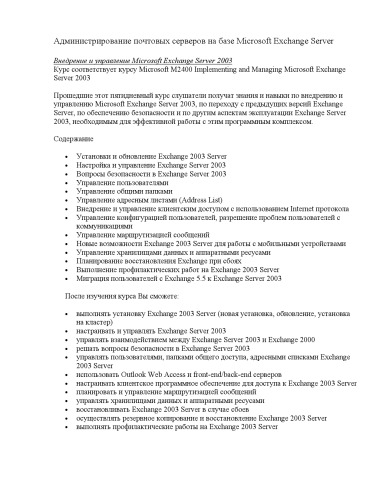 Администрирование почтовых серверов на базе Microsoft Exchange Server
Внедрение и управление Microsoft Exchange Server 2003
Курс соответствует курсу Microsoft M2400 Implementing and Managing Microsoft Exchange
Server 2003
Прошедшие этот пятидневный курс слушатели получат знания и навыки по внедрению и
управлению Microsoft Exchange Server 2003, по переходу с предыдущих версий Exchange
Server, по обеспечению безопасности и по другим аспектам эксплуатации Exchange Server
2003, необходимым для эффективной работы с этим программным комплексом.
Содержание
• Установки и обновление Exchange 2003 Server
• Настройка и управление Exchange 2003 Server
• Вопросы безопасности в Exchange 2003 Server
• Управление пользователями
• Управление общими папками
• Управление адресными листами (Address List)
• Внедрение и управление клиентским доступом с использованием Internet протокола
• Управление конфигурацией пользователей, разрешение проблем пользователей с
коммуникациями
• Управление маршрутизацией сообщений
• Новые возможности Exchange 2003 Server для работы с мобильными устройствами
• Управление хранилищами данных и аппаратными ресурсами
• Планирование восстановления Exchange при сбоях
• Выполнение профилактических работ на Exchange 2003 Server
• Миграция пользователей с Exchange 5.5 к Exchange Server 2003
После изучения курса Вы сможете:
• выполнять установку Exchange 2003 Server (новая установка, обновление, установка
на кластер)
• настраивать и управлять Exchange Server 2003
• управлять взаимодействием между Exchange Server 2003 и Exchange 2000
• решать вопросы безопасности в Exchange 2003 Server
• управлять пользователями, папками общего доступа, адресными списками Exchange
2003 Server
• использовать Outlook Web Access и front-end/back-end серверов
• настраивать клиентское программное обеспечение для доступа к Exchange 2003 Server
• планировать и управлять маршрутизацией сообщений
• управлять хранилищами данных и аппаратными ресурсами
• восстанавливать Exchange 2003 Server в случае сбоев
• осуществлять резервное копирование и восстановление Exchange 2003 Server
• выполнять профилактические работы на Exchange 2003 Server